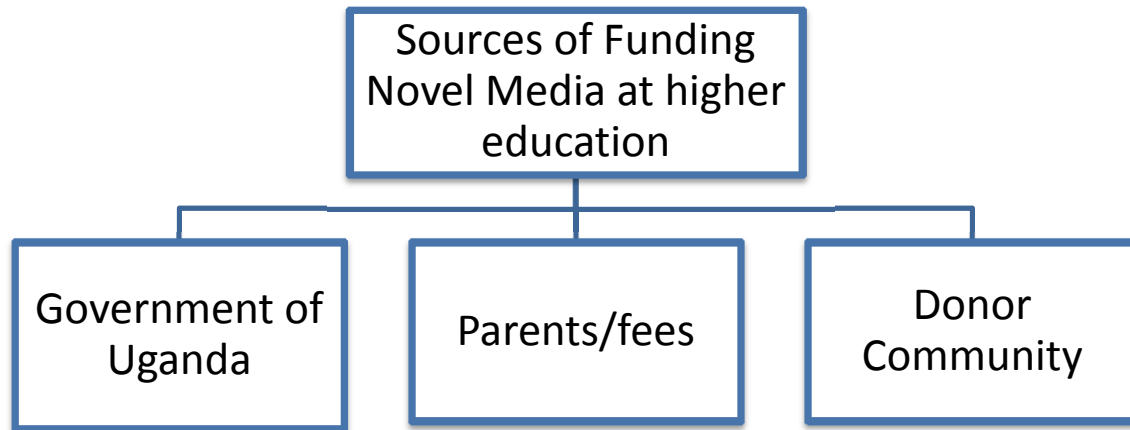 Sources of Funding
Novel Media at higher
education
Government of
Uganda
Parents/fees
Donor
Community